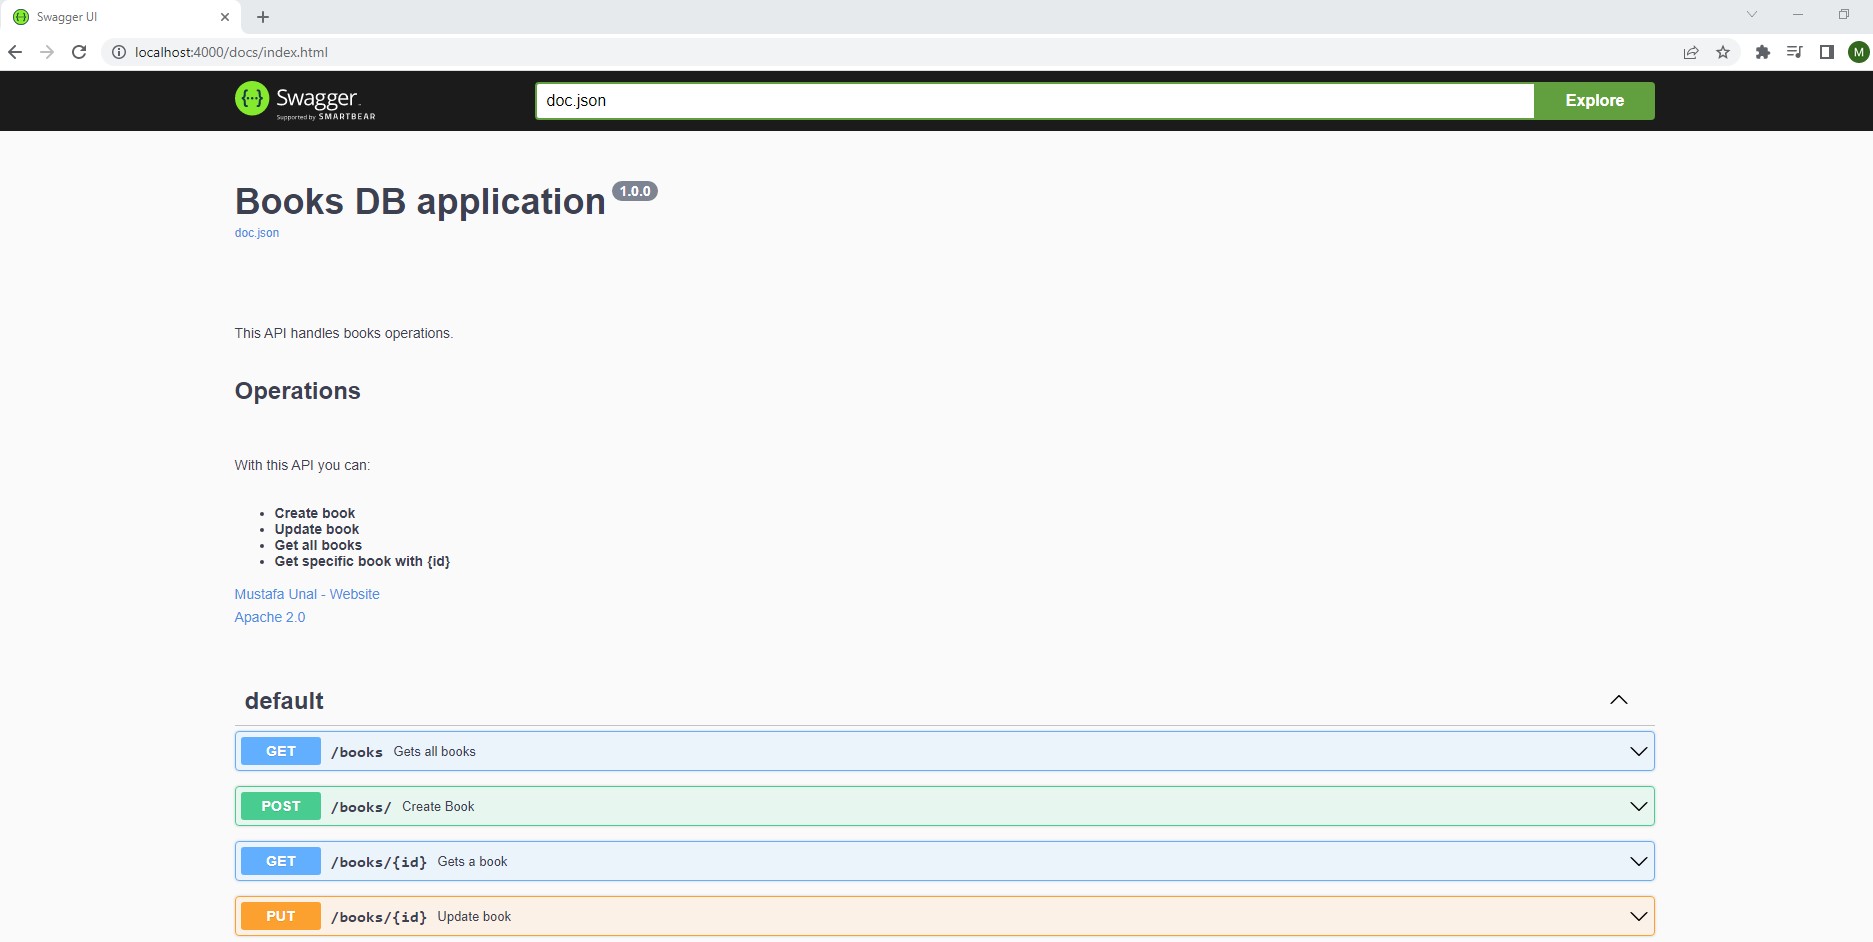 Swagger UI
localhost:4000/docs/index.html
M
{··}
Swagger
Supported by SMARTBEAR
doc.json
Explore
Books DB application 1.0.0
doc.json
This API handles books operations.
Operations
With this API you can:
• Create book
• Update book
• Get all books
• Get specific book with {id}
Mustafa Unal - Website
Apache 2.0
default
GET /books Gets all books
POST /books/ Create Book
GET /books/{id} Gets a book
PUT /books/{id} Update book